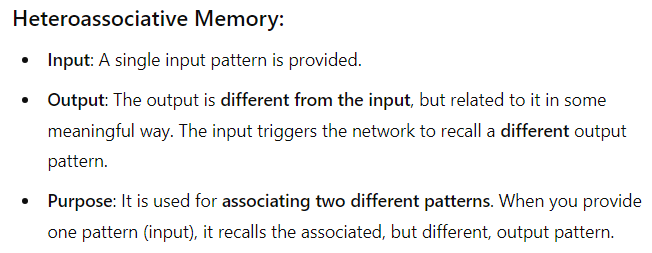 Heteroassociative Memory:
• Input: A single input pattern is provided.
• Output: The output is different from the input, but related to it in some
meaningful way. The input triggers the network to recall a different output
pattern.
• Purpose: It is used for associating two different patterns. When you provide
one pattern (input), it recalls the associated, but different, output pattern.